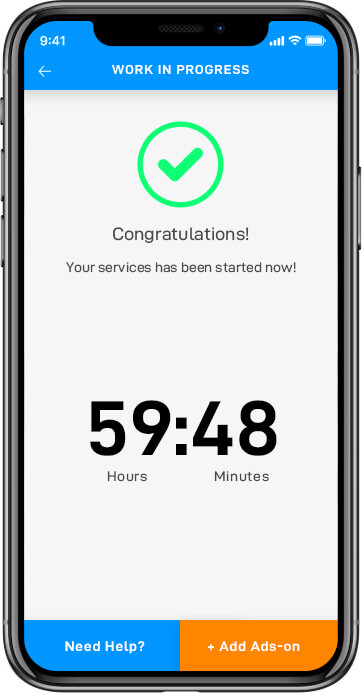 9:41
WORK IN PROGRESS
Congratulations!
Your services has been started now!
59:48
Hours Minutes
Need Help? + Add Ads-on